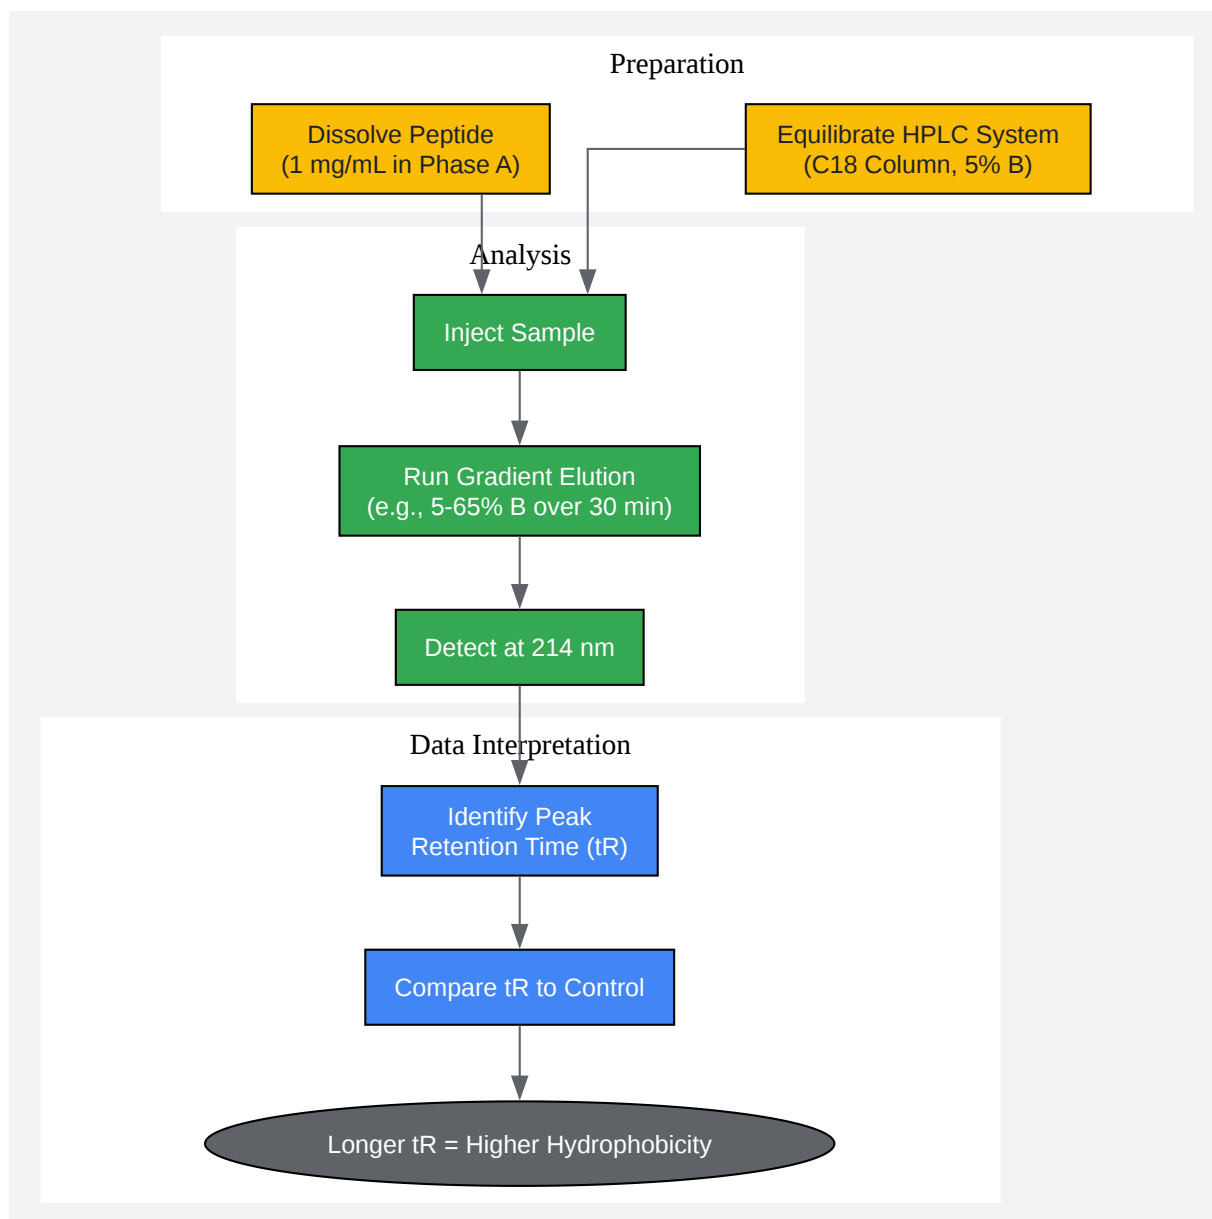 Preparation
Dissolve Peptide
(1 mg/mL in Phase A)
Equilibrate HPLC System
(C18 Column, 5% B)
Analysis
Inject Sample
Run Gradient Elution
(e.g., 5-65% B over 30 min)
Detect at 214 nm
Data Interpretation
Identify Peak
Retention Time (tR)
Compare tR to Control
Longer tR = Higher Hydrophobicity